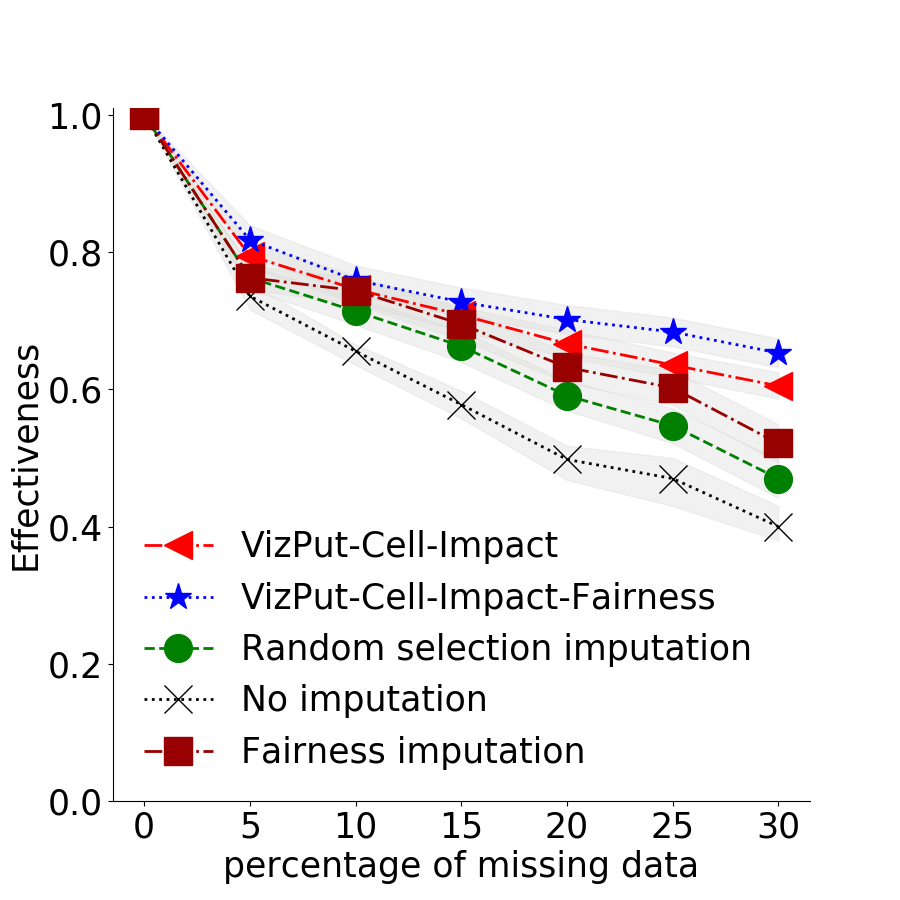 1.0
0.8
0.6
0.4
0.2
0.0
Effectiveness
VizPut-Cell-Impact
VizPut-Cell-Impact-Fairness
Random selection imputation
No imputation
Fairness imputation
0 5 10 15 20 25 30
percentage of missing data